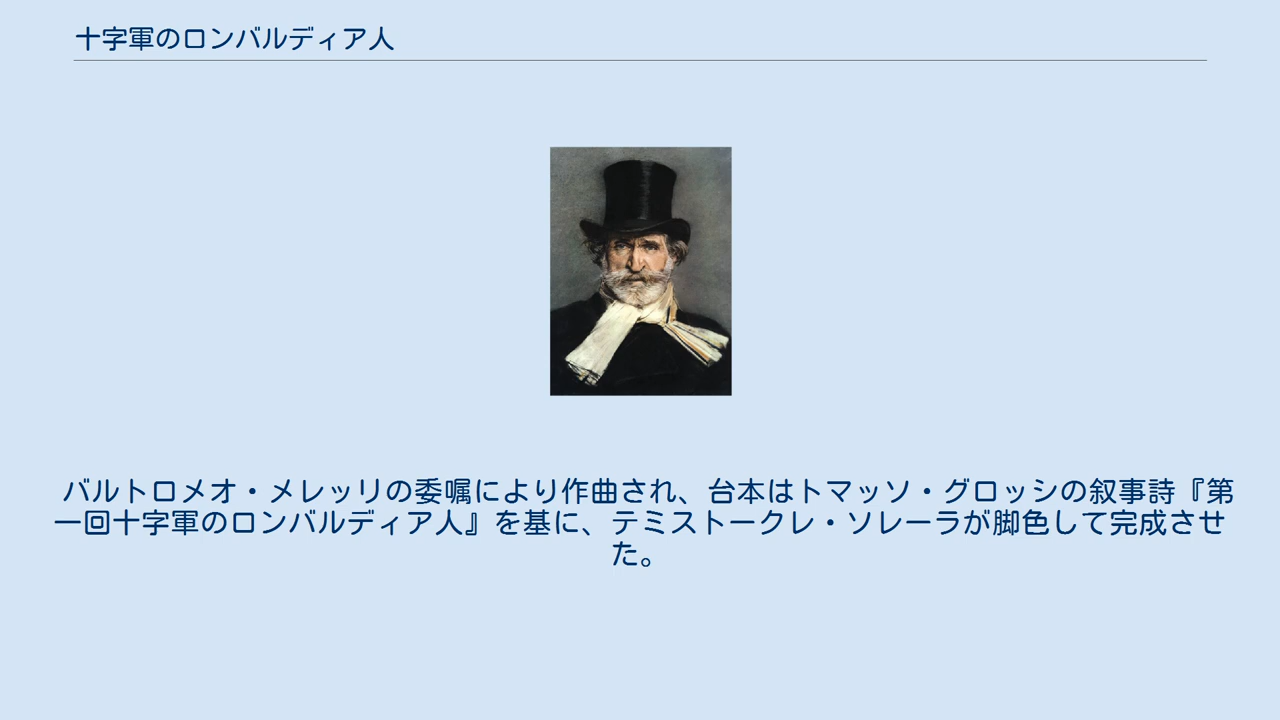 十字軍のロンバルディア人
バルトロメオ・メレッリの委嘱により作曲され、台本はトマッソ・グロッシの叙事詩『第
一回十字軍のロンバルディア人』を基に、テミストークレ・ソレーラが脚色して完成させ
た。